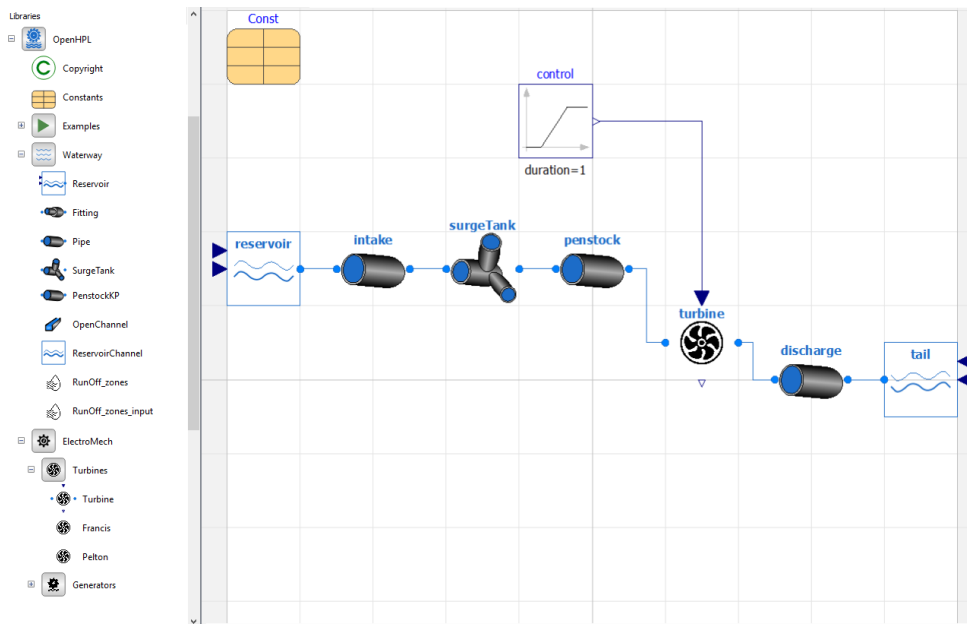 Libraries
OpenHPL
Copyright
Constants
Examples
Waterway
Reservoir
Fitting
Pipe
SurgeTank
PenstockKP
OpenChannel
ReservoirChannel
RunOff_zones
RunOff_zones_input
ElectroMech
Turbines
Turbine
Francis
Pelton
Generators
Const
control
duration=1
reservoir
intake
surgeTank
penstock
turbine
discharge
tail